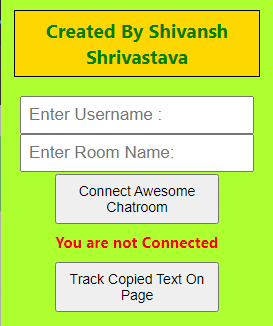 Created By Shivansh
Shrivastava
Enter Username :
Enter Room Name:
Connect Awesome
Chatroom
You are not Connected
Track Copied Text On
Page